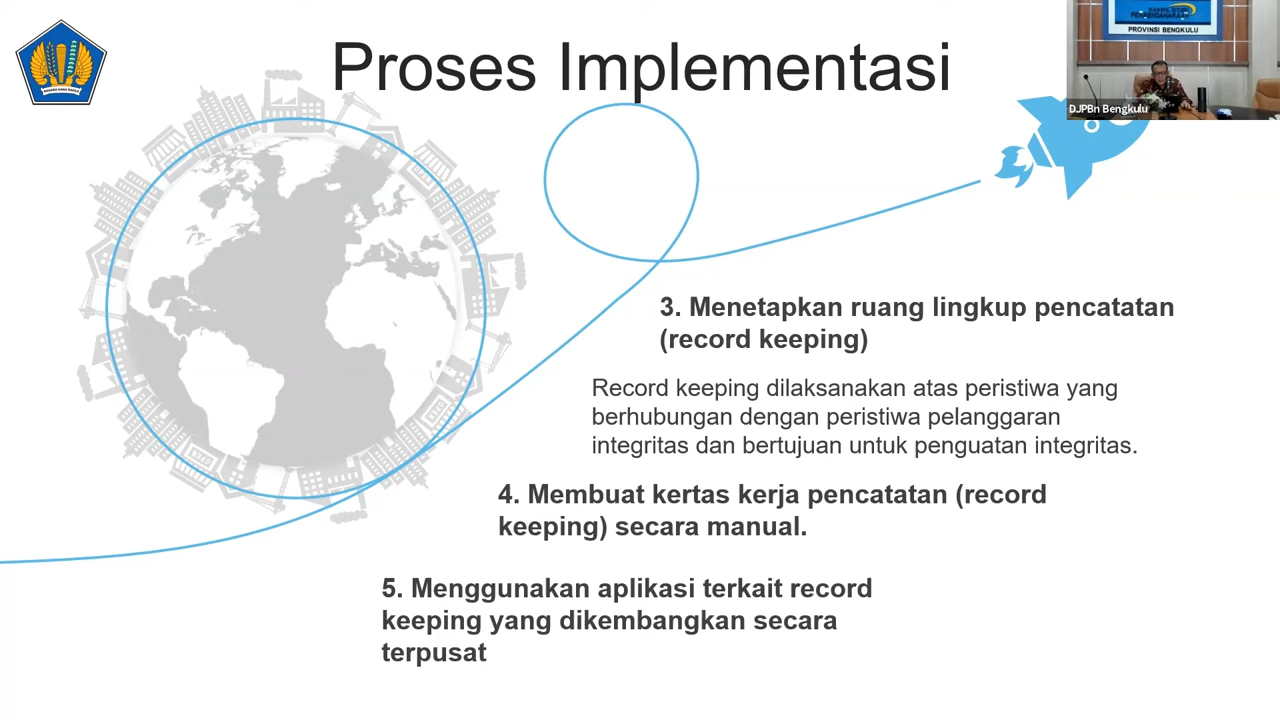 Proses Implementasi
PERBENDAHARAAN
PROVINSI BENGKULU
DJPBn Bengkulu
3. Menetapkan ruang lingkup pencatatan
(record keeping)
Record keeping dilaksanakan atas peristiwa yang
berhubungan dengan peristiwa pelanggaran
integritas dan bertujuan untuk penguatan integritas.
4. Membuat kertas kerja pencatatan (record
keeping) secara manual.
5. Menggunakan aplikasi terkait record
keeping yang dikembangkan secara
terpusat